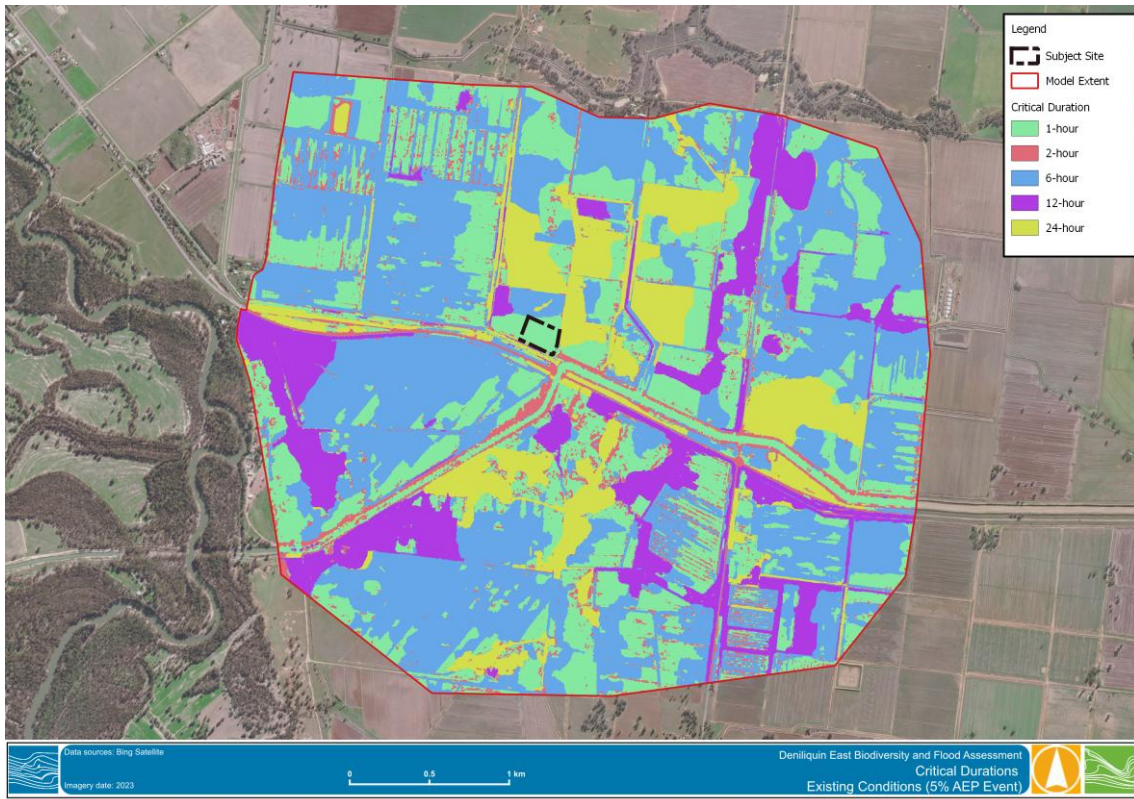 Legend
Subject Site
Model Extent
Critical Duration
1-hour
2-hour
6-hour
12-hour
24-hour
Data sources: Bing Satellite
Imagery date: 2023
0 0.5 1 km
Deniliquin East Biodiversity and Flood Assessment
Critical Durations
Existing Conditions (5% AEP Event)